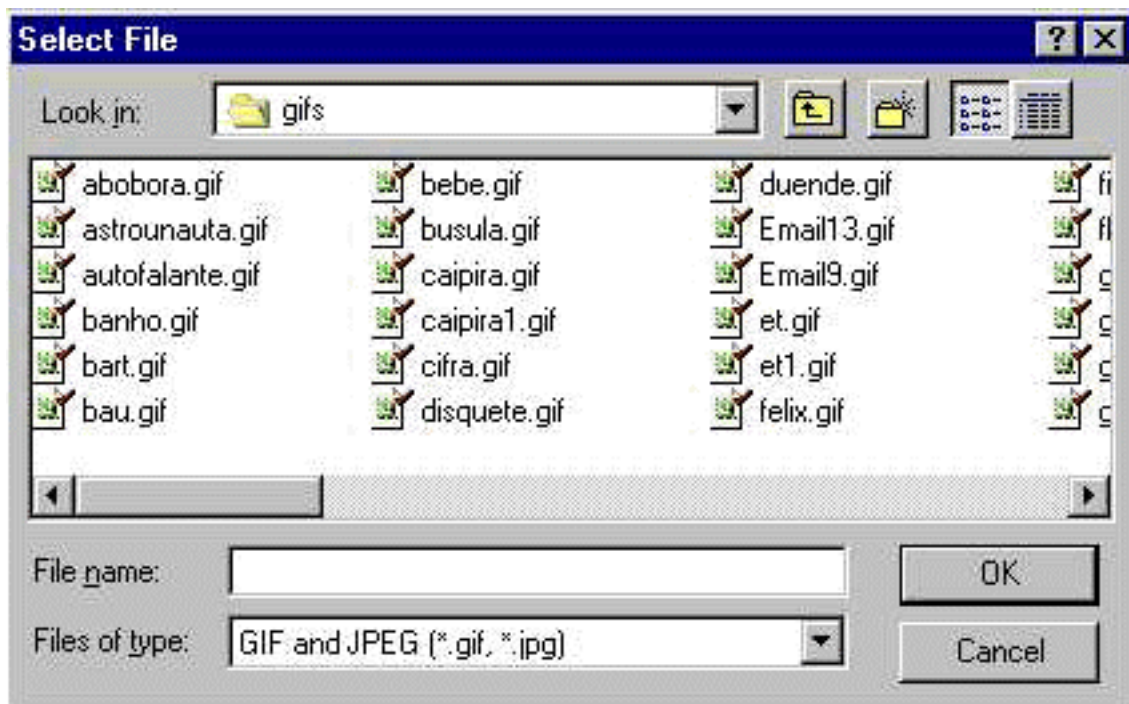 Select File
Look in: gifs
abobora.gif bebe.gif duende.gif
astrounauta.gif busula.gif Email13.gif
autofalante.gif caipira.gif Email9.gif
banho.gif caipira1.gif et.gif
bart.gif cifra.gif et1.gif
bau.gif disquete.gif felix.gif
File name: OK
Files of type: GIF and JPEG (*.gif, *.jpg) Cancel